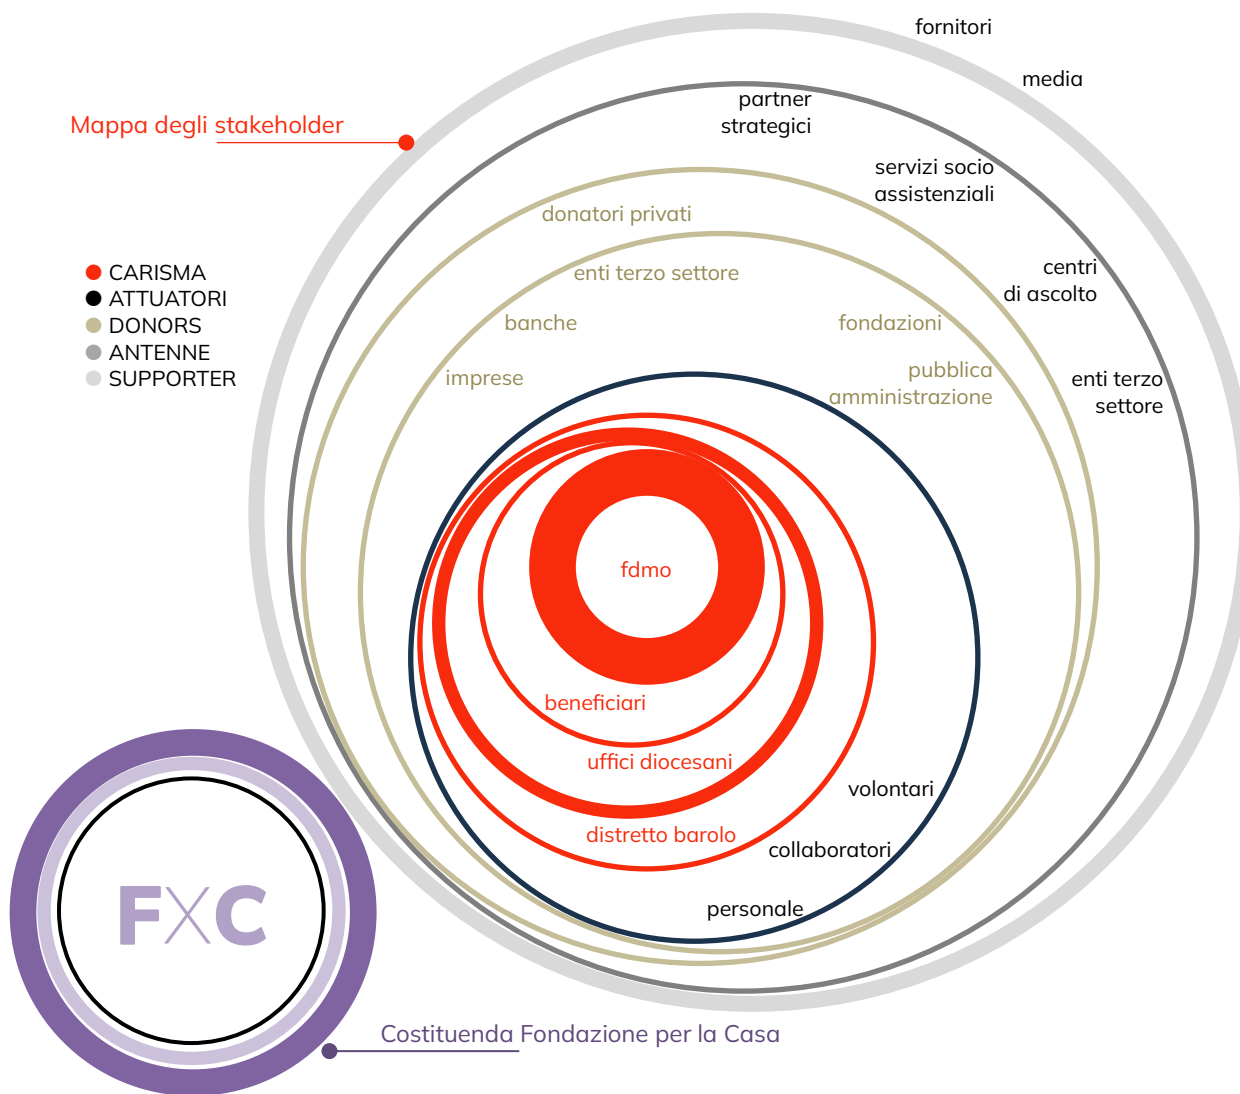 fornitori
media
partner
strategici
Mappa degli stakeholder
servizi socio
assistenziali
donatori privati
enti terzo settore
centri
di ascolto
CARISMA
ATTUATORI
DONORS
ANTENNE
SUPPORTER
banche
fondazioni
imprese
pubblica
amministrazione
enti terzo
settore
fdmo
beneficiari
uffici diocesani
volontari
distretto barolo
collaboratori
personale
FXC
Costituenda Fondazione per la Casa